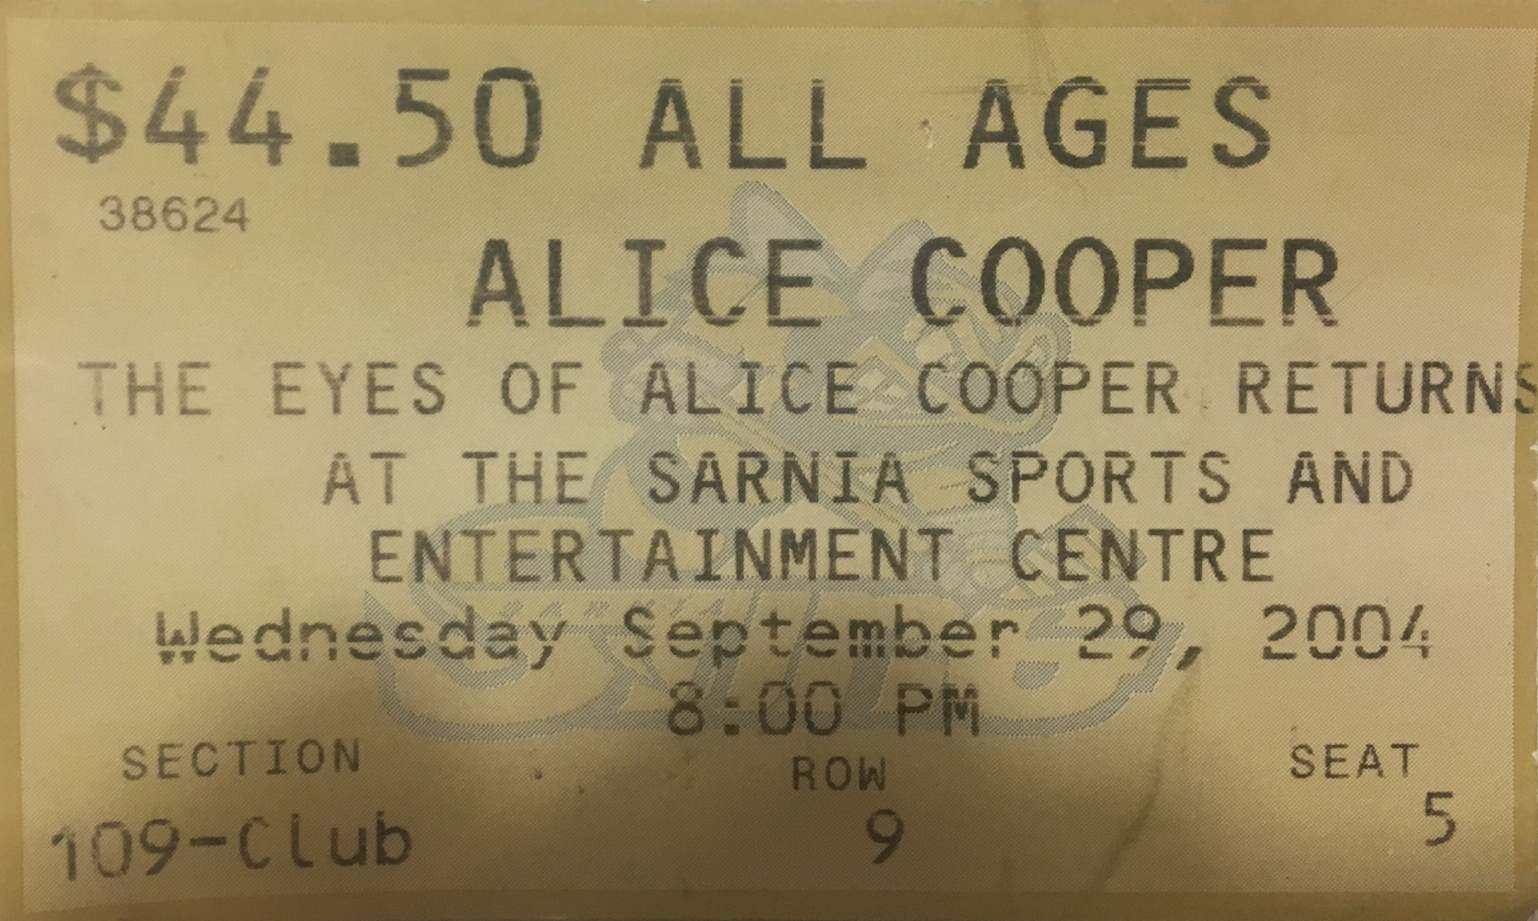 $44.50 ALL AGES
38624
ALICE COOPER
THE EYES OF ALICE COOPER RETURNS
AT THE SARNIA SPORTS AND
ENTERTAINMENT CENTRE
Wednesday September 29, 2004
8:00 PM
SECTION ROW SEAT
109-Club 9 5